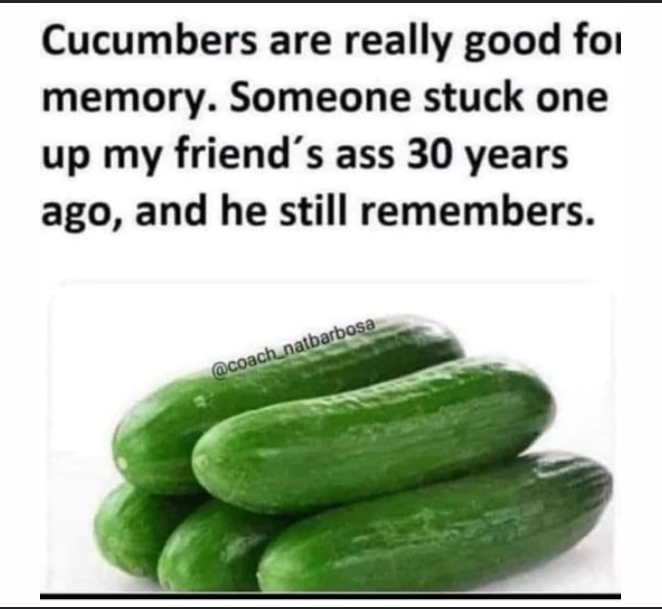 Cucumbers are really good for
memory. Someone stuck one
up my friend´s ass 30 years
ago, and he still remembers.
@coach_natbarbosa